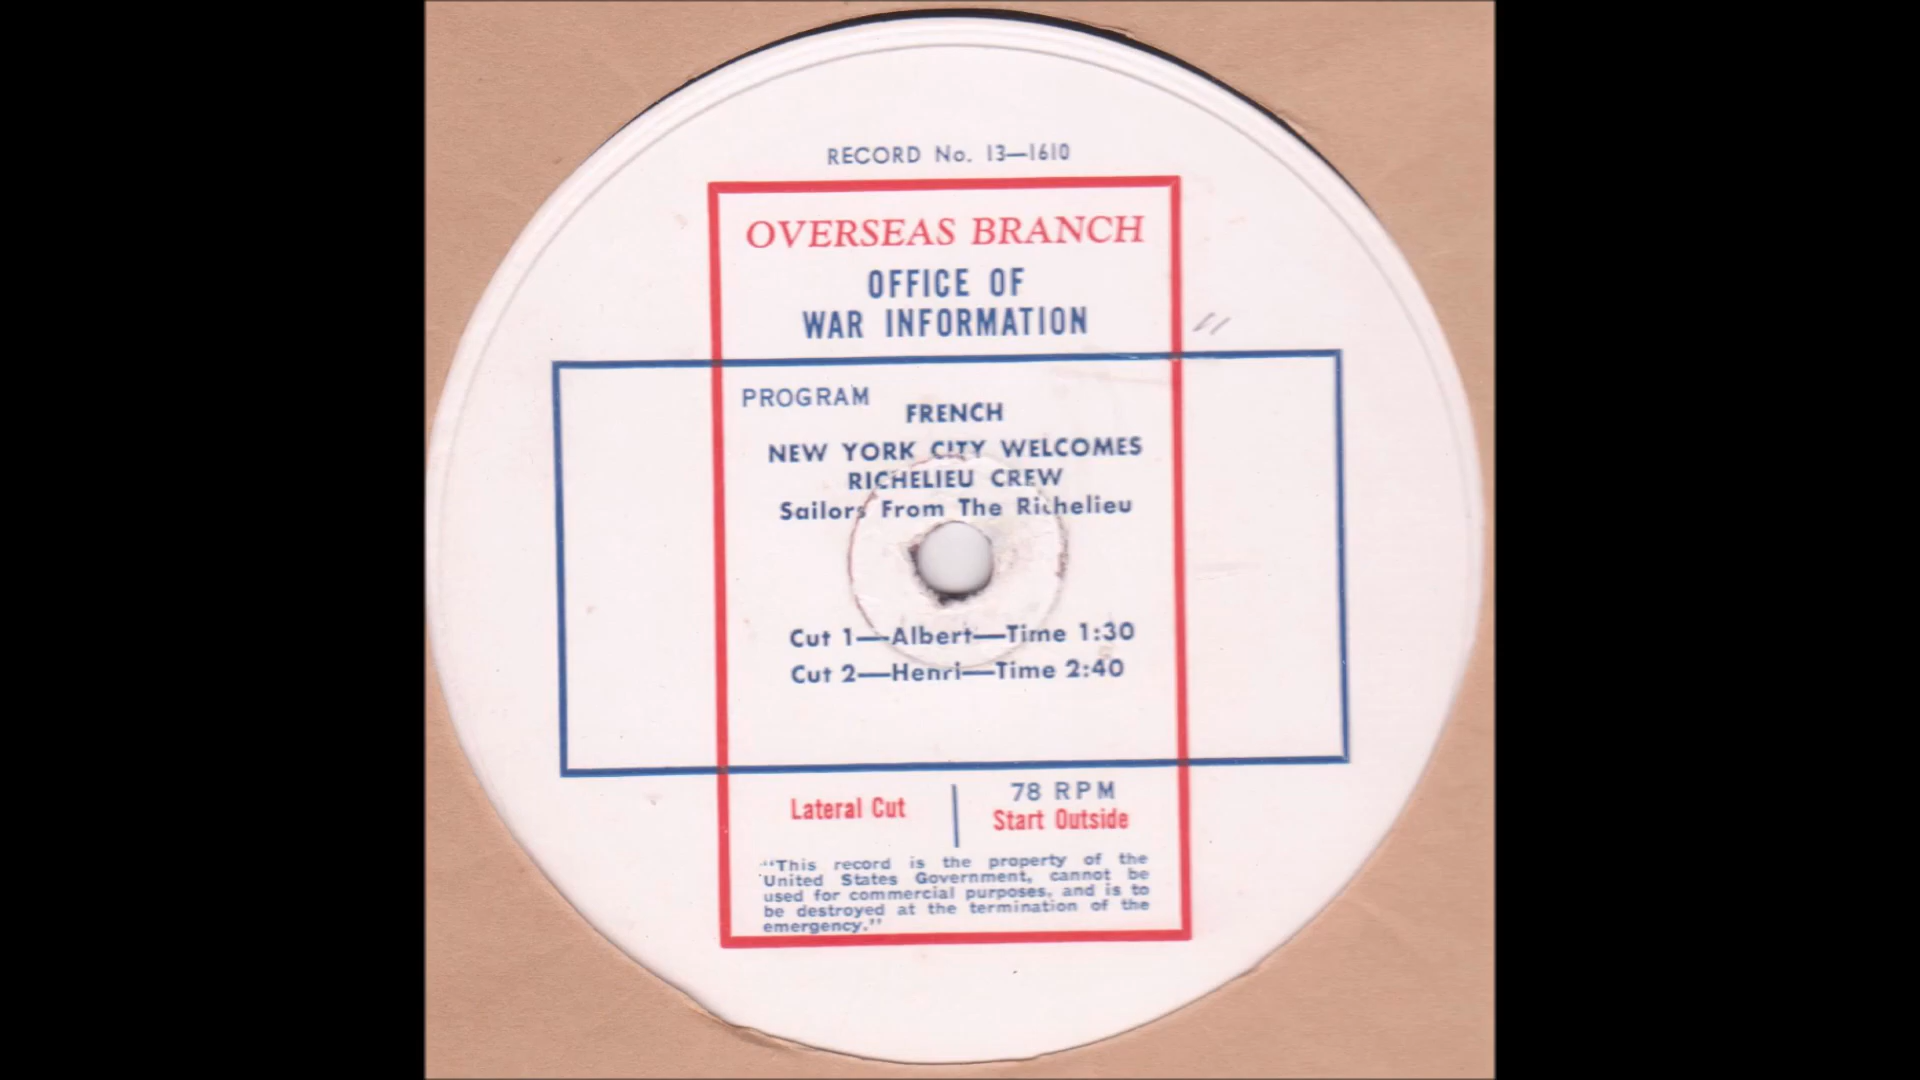 RECORD No. 13—1610
OVERSEAS BRANCH
OFFICE OF
WAR INFORMATION
PROGRAM
FRENCH
NEW YORK CITY WELCOMES
RICHELIEU CREW
Sailors From The Richelieu
Cut 1—Albert—Time 1:30
Cut 2—Henri—Time 2:40
Lateral Cut
78 RPM
Start Outside
"This record is the property of the
United States Government, cannot be
used for commercial purposes, and is to
be destroyed at the termination of the
emergency."